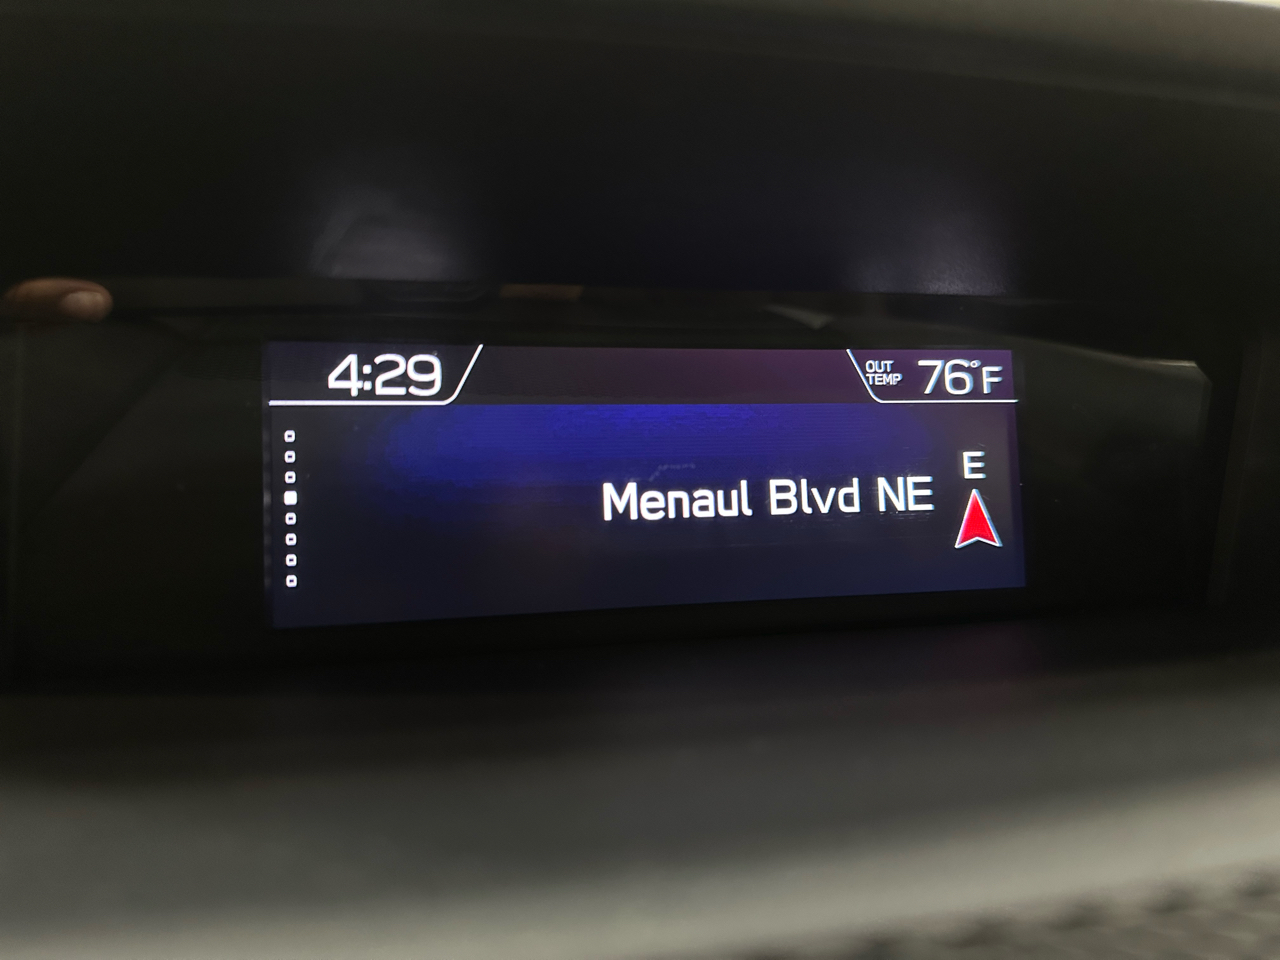 4:29
OUT
TEMP
76°F
E
Menaul Blvd NE